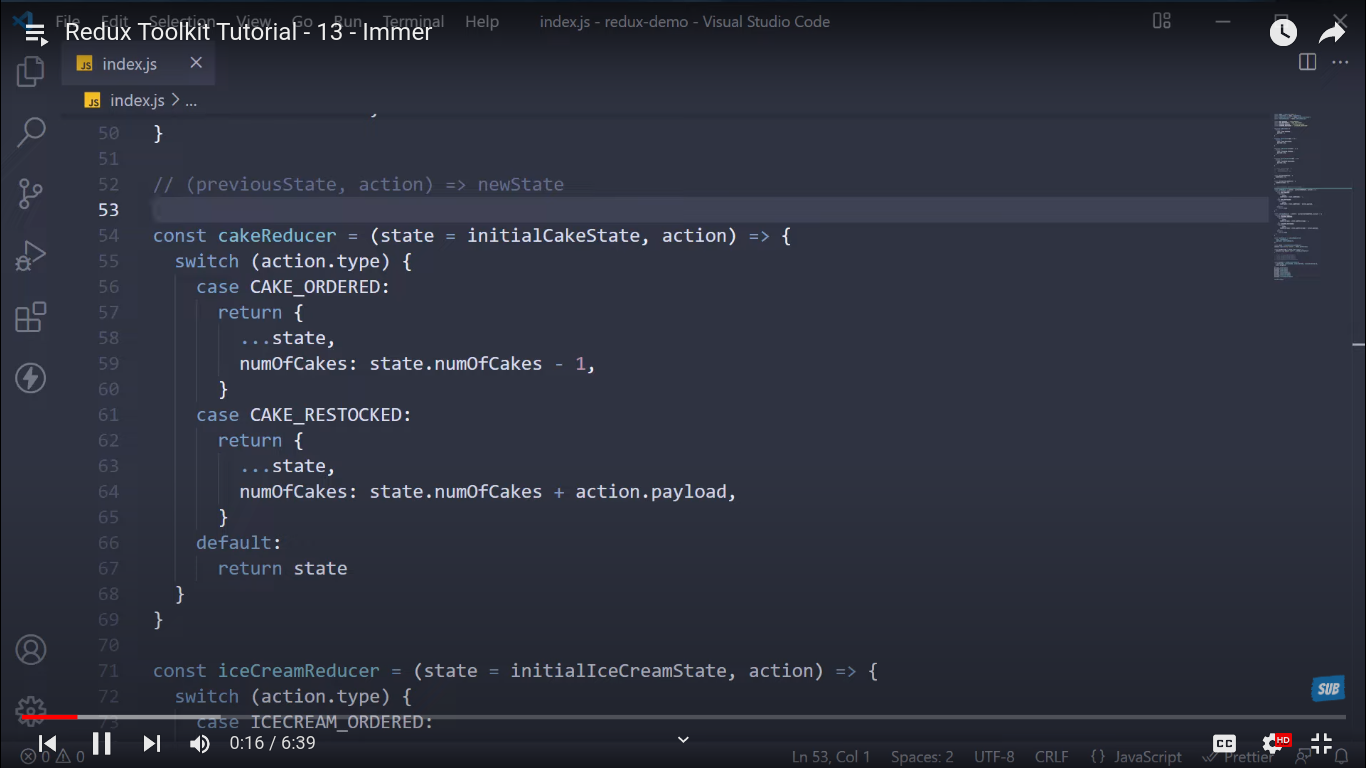 File Edit Selection View Go Run Terminal Help index.js - redux-demo - Visual Studio Code
Redux Toolkit Tutorial - 13 - Immer
JS index.js
JS index.js > ...
50 }
51
52 // (previousState, action) => newState
53
54 const cakeReducer = (state = initialCakeState, action) => {
55 switch (action.type) {
56 case CAKE_ORDERED:
57 return {
58 ...state,
59 numOfCakes: state.numOfCakes - 1,
60 }
61 case CAKE_RESTOCKED:
62 return {
63 ...state,
64 numOfCakes: state.numOfCakes + action.payload,
65 }
66 default:
67 return state
68 }
69 }
70
71 const iceCreamReducer = (state = initialIceCreamState, action) => {
72 switch (action.type) {
73 case ICECREAM_ORDERED:
SUB
0:16 / 6:39
CC HD
0 0 Ln 53, Col 1 Spaces: 2 UTF-8 CRLF {} JavaScript Prettier